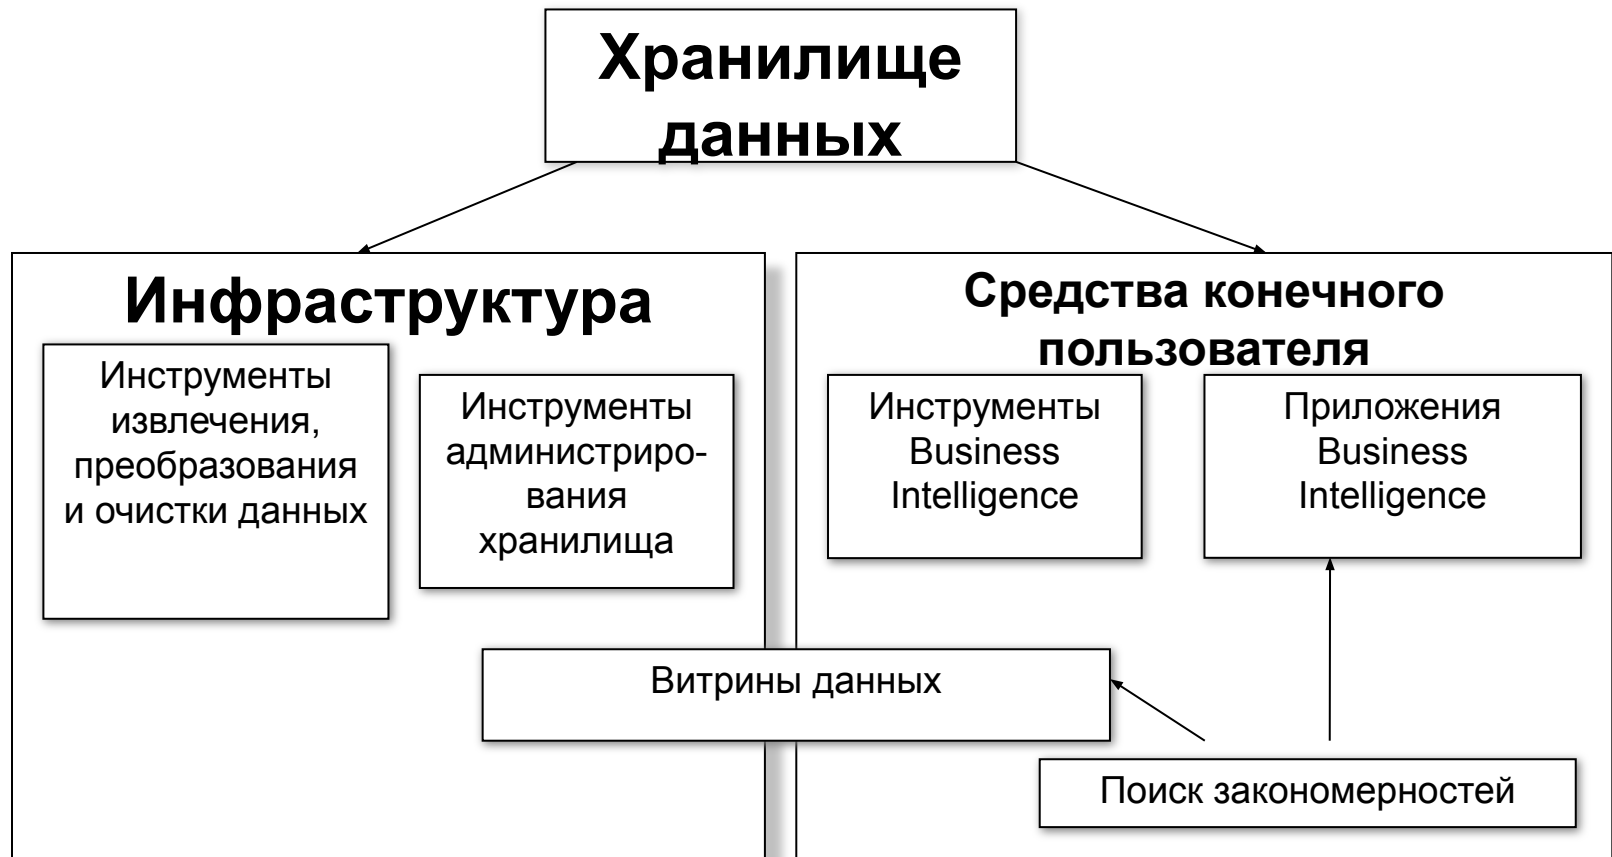 Хранилище
данных
Инфраструктура
Инструменты
извлечения,
преобразования
и очистки данных
Инструменты
администриро-
вания
хранилища
Средства конечного
пользователя
Инструменты
Business
Intelligence
Приложения
Business
Intelligence
Витрины данных
Поиск закономерностей